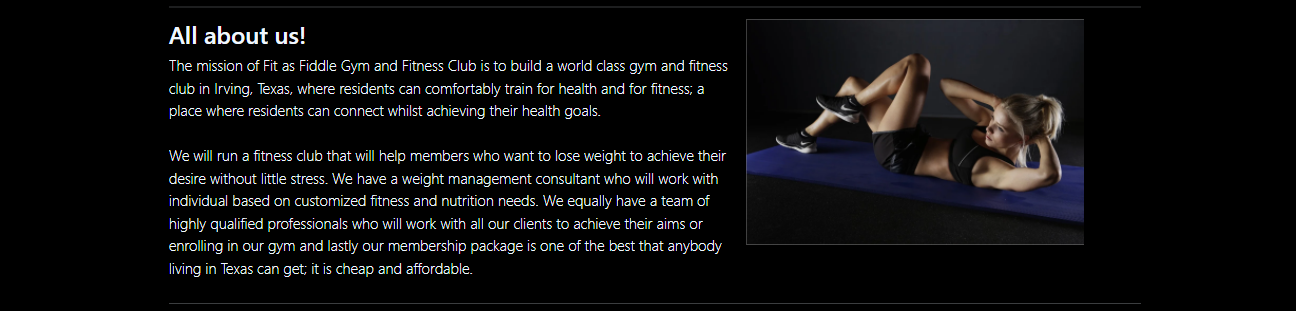 All about us!
The mission of Fit as Fiddle Gym and Fitness Club is to build a world class gym and fitness
club in Irving, Texas, where residents can comfortably train for health and for fitness; a
place where residents can connect whilst achieving their health goals.
We will run a fitness club that will help members who want to lose weight to achieve their
desire without little stress. We have a weight management consultant who will work with
individual based on customized fitness and nutrition needs. We equally have a team of
highly qualified professionals who will work with all our clients to achieve their aims or
enrolling in our gym and lastly our membership package is one of the best that anybody
living in Texas can get; it is cheap and affordable.